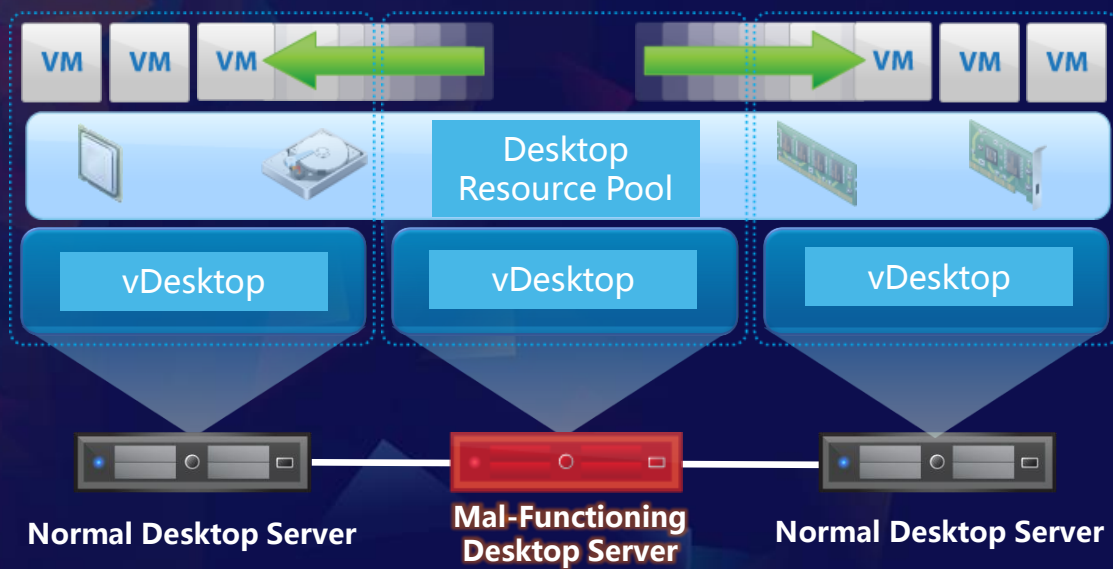 VM VM VM VM VM VM
Desktop
Resource Pool
vDesktop vDesktop vDesktop
Normal Desktop Server
Mal-Functioning
Desktop Server
Normal Desktop Server